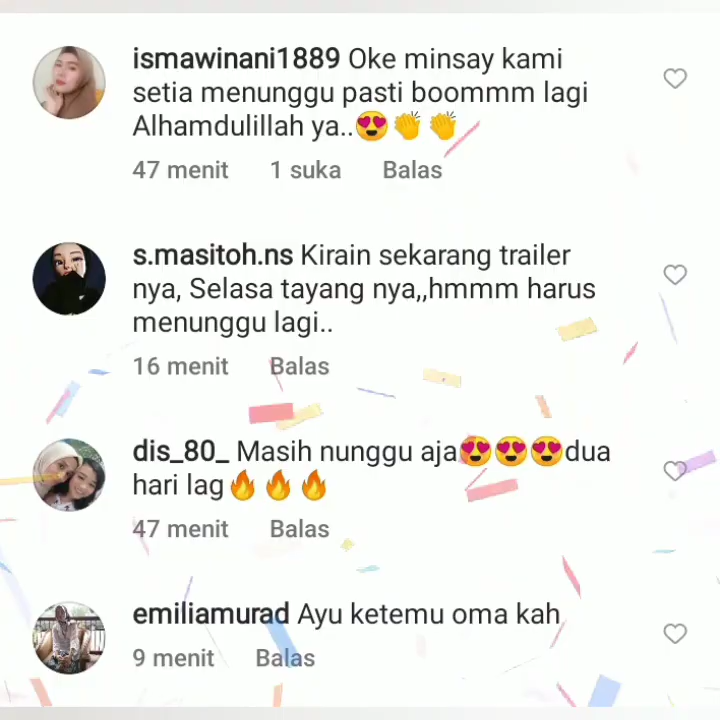 ismawinani1889 Oke minsay kami
setia menunggu pasti boommm lagi
Alhamdulillah ya..😍👏👏
47 menit 1 suka Balas
s.masitoh.ns Kirain sekarang trailer
nya, Selasa tayang nya,,hmmm harus
menunggu lagi..
16 menit Balas
dis_80_ Masih nunggu aja😍😍😍dua
hari lag🔥🔥🔥
47 menit Balas
emiliamurad Ayu ketemu oma kah
9 menit Balas